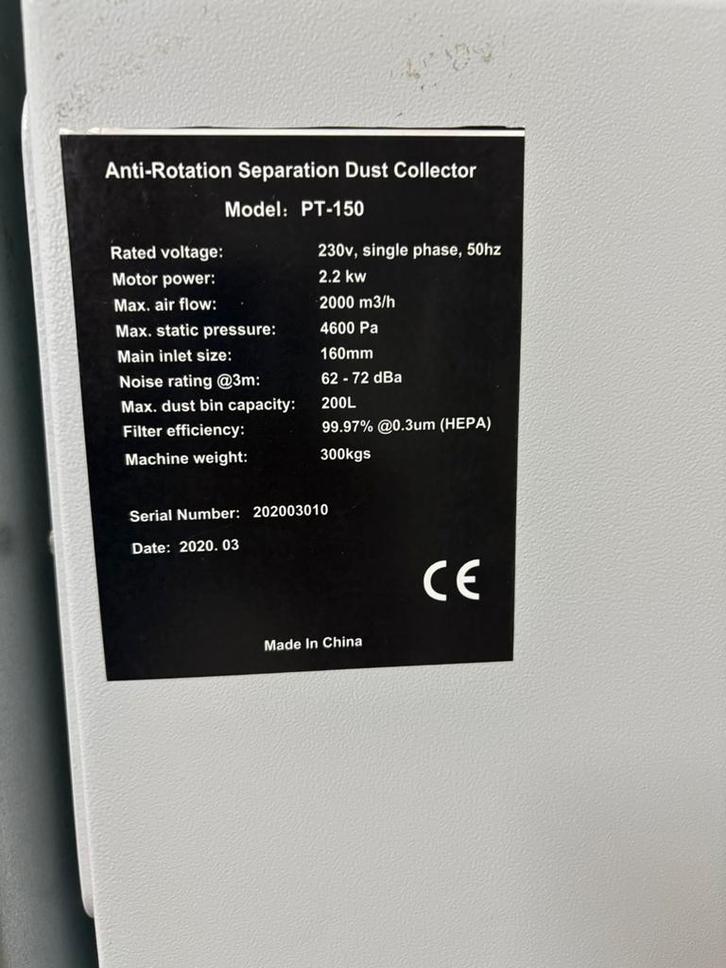 Anti-Rotation Separation Dust Collector
Model: PT-150
Rated voltage: 230v, single phase, 50hz
Motor power: 2.2 kw
Max. air flow: 2000 m3/h
Max. static pressure: 4600 Pa
Main inlet size: 160mm
Noise rating @3m: 62 - 72 dBa
Max. dust bin capacity: 200L
Filter efficiency: 99.97% @0.3um (HEPA)
Machine weight: 300kgs
Serial Number: 202003010
Date: 2020. 03
CE
Made In China